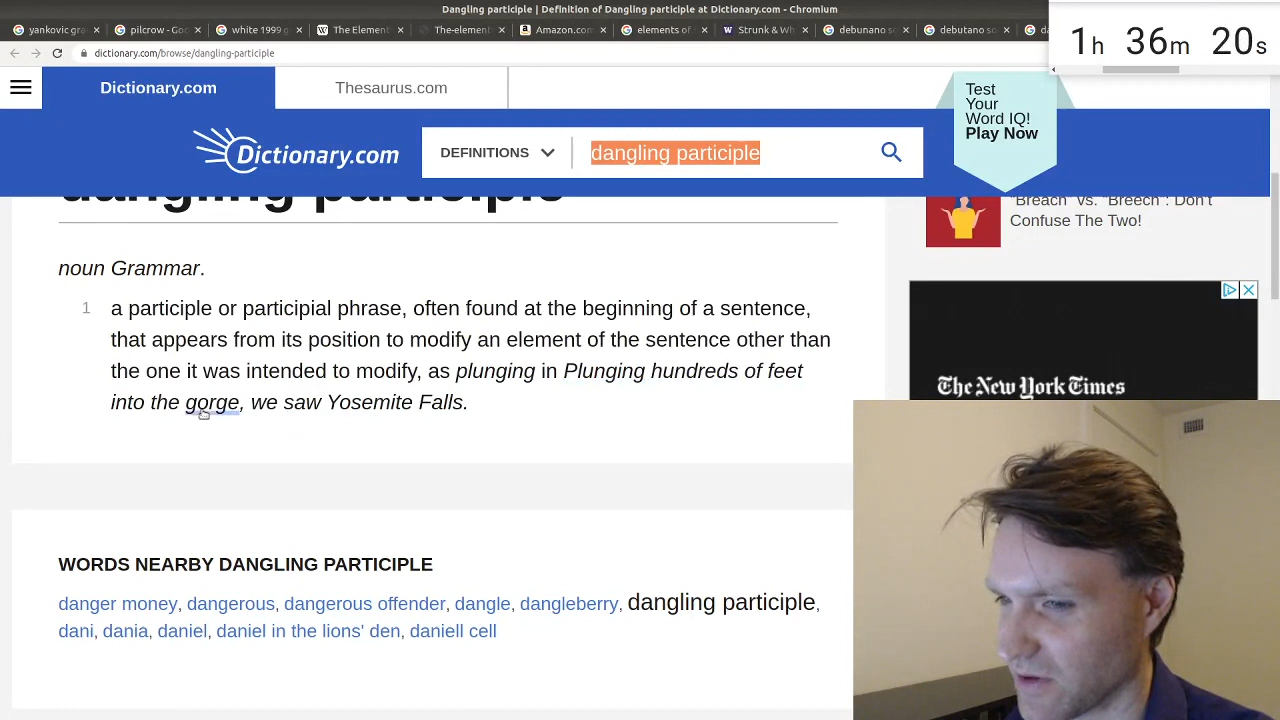 Dangling participle | Definition of Dangling participle at Dictionary.com - Chromium
yankovic gra
pilcrow - Goo
white 1999 g
The Element
The-element
Amazon.com
elements of
Strunk & Wh
debunano so
debutano so
da
1h 36m 20s
dictionary.com/browse/dangling-participle
Dictionary.com
Thesaurus.com
Test
Your
Word IQ!
Play Now
Dictionary.com
DEFINITIONS
dangling participle
dangling participle
"Breach" vs. "Breech": Don't
Confuse The Two!
noun Grammar.
1 a participle or participial phrase, often found at the beginning of a sentence,
that appears from its position to modify an element of the sentence other than
the one it was intended to modify, as plunging in Plunging hundreds of feet
into the gorge, we saw Yosemite Falls.
The New York Times
WORDS NEARBY DANGLING PARTICIPLE
danger money, dangerous, dangerous offender, dangle, dangleberry, dangling participle,
dani, dania, daniel, daniel in the lions' den, daniell cell